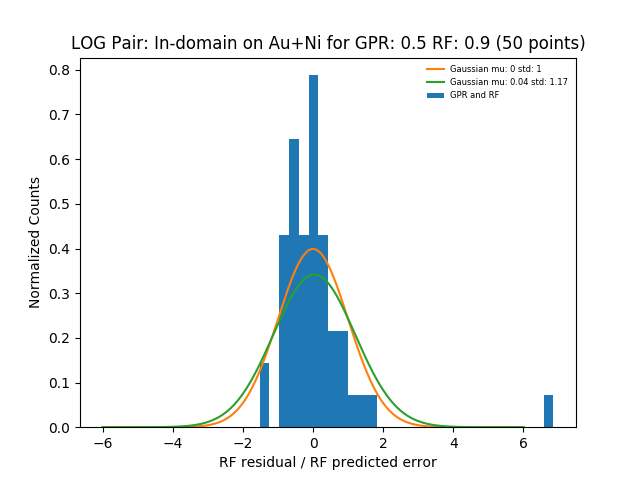 LOG Pair: In-domain on Au+Ni for GPR: 0.5 RF: 0.9 (50 points)
Gaussian mu: 0 std: 1
Gaussian mu: 0.04 std: 1.17
GPR and RF
Normalized Counts
0.8
0.7
0.6
0.5
0.4
0.3
0.2
0.1
0.0
−6 −4 −2 0 2 4 6
RF residual / RF predicted error